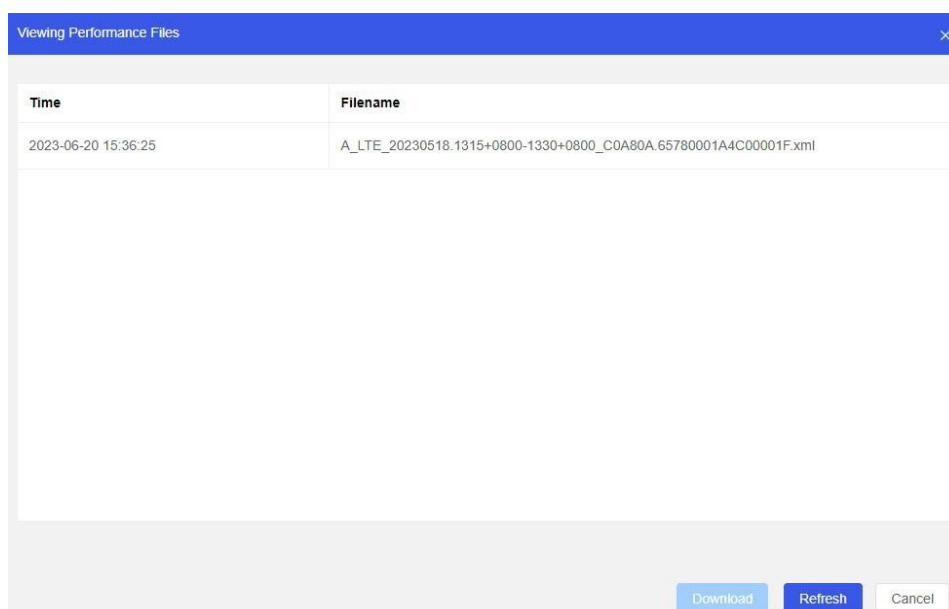 Viewing Performance Files
Time Filename
2023-06-20 15:36:25 A_LTE_20230518.1315+0800-1330+0800_C0A80A.65780001A4C00001F.xml
Download Refresh Cancel